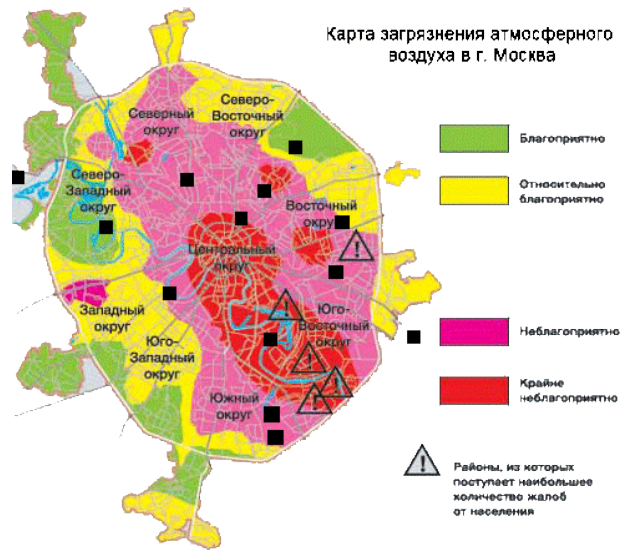 Карта загрязнения атмосферного
воздуха в г. Москва
Северо-
Восточный
округ
Северный
округ
Благоприятно
Северо-
Западный
округ
Относительно
благоприятно
Восточный
округ
Центральный
округ
Западный
округ
Юго-
Западный
округ
Юго-
Восточный
округ
Неблагоприятно
Южный
округ
Крайне
неблагоприятно
Районы, из которых
поступает наибольшее
количество жалоб
от населения